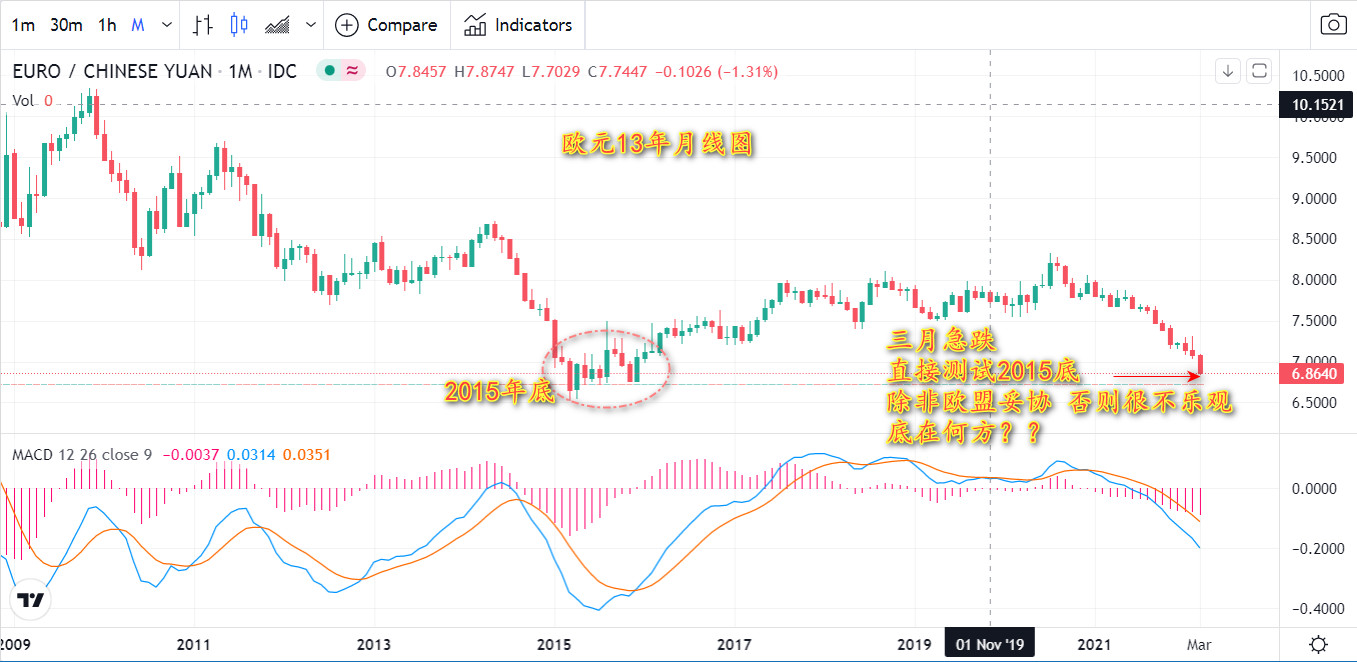 1m 30m 1h M Compare Indicators
EURO / CHINESE YUAN · 1M · IDC ≈ O7.8457 H8.8747 L7.7029 C7.7447 −0.1026 (−1.31%)
Vol 0
10.5000
10.1521
10.0000
9.5000
9.0000
8.5000
8.0000
7.5000
7.0000
6.8640
6.5000
欧元13年月线图
2015年底
三月急跌
直接测试2015底
除非欧盟妥协 否则很不乐观
底在何方？？
MACD 12 26 close 9 −0.0037 0.0314 0.0351
0.0000
−0.2000
−0.4000
2009 2011 2013 2015 2017 2019 01 Nov '19 2021 Mar